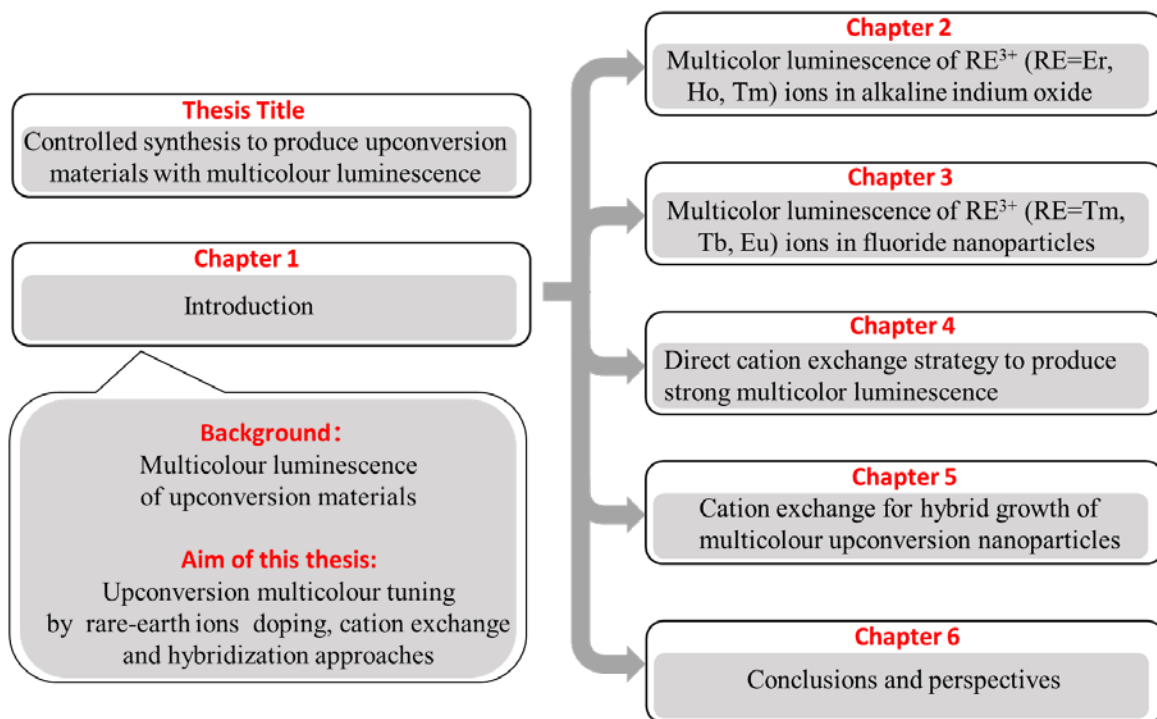 Thesis Title
Controlled synthesis to produce upconversion
materials with multicolour luminescence
Chapter 1
Introduction
Background:
Multicolour luminescence
of upconversion materials
Aim of this thesis:
Upconversion multicolour tuning
by rare-earth ions doping, cation exchange
and hybridization approaches
Chapter 2
Multicolor luminescence of RE³⁺ (RE=Er,
Ho, Tm) ions in alkaline indium oxide
Chapter 3
Multicolor luminescence of RE³⁺ (RE=Tm,
Tb, Eu) ions in fluoride nanoparticles
Chapter 4
Direct cation exchange strategy to produce
strong multicolor luminescence
Chapter 5
Cation exchange for hybrid growth of
multicolour upconversion nanoparticles
Chapter 6
Conclusions and perspectives